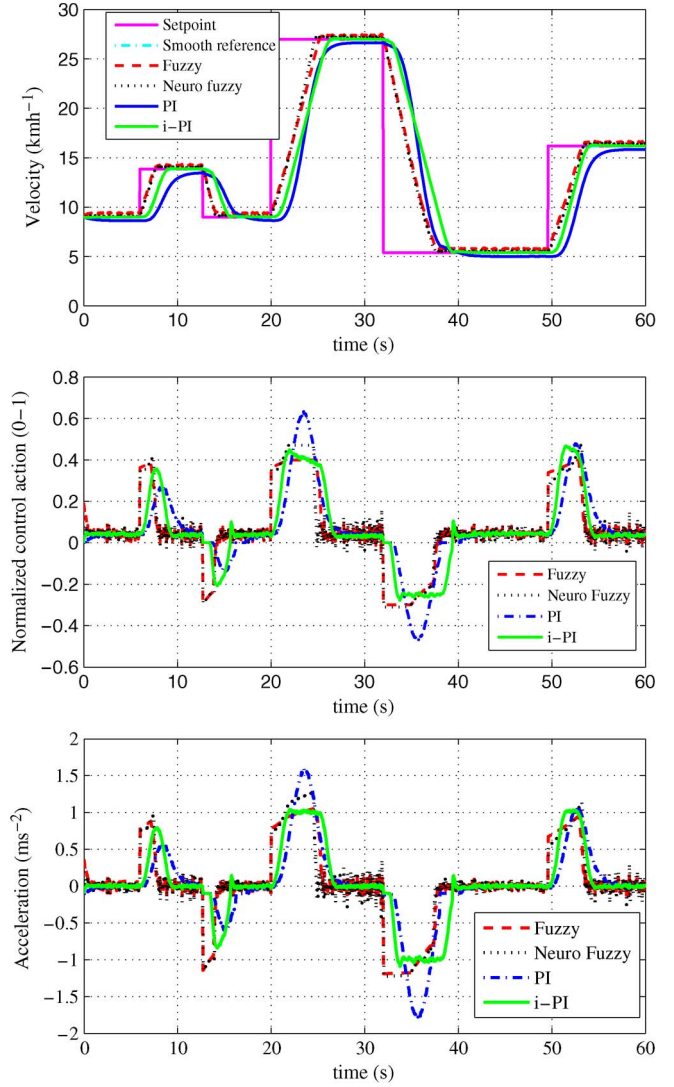 30
25
20
15
10
5
0
Velocity (kmh⁻¹)
Setpoint
Smooth reference
Fuzzy
Neuro fuzzy
PI
i−PI
0 10 20 30 40 50 60
time (s)
0.8
0.6
0.4
0.2
0
−0.2
−0.4
−0.6
Normalized control action (0−1)
Fuzzy
Neuro Fuzzy
PI
i−PI
0 10 20 30 40 50 60
time (s)
2
1.5
1
0.5
0
−0.5
−1
−1.5
−2
Acceleration (ms⁻²)
Fuzzy
Neuro Fuzzy
PI
i−PI
0 10 20 30 40 50 60
time (s)